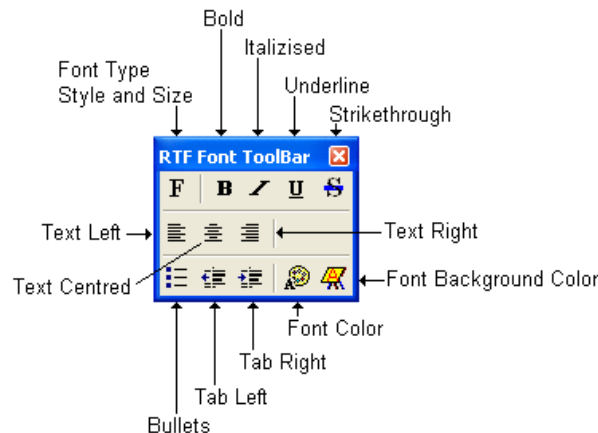 Bold
Italizised
Font Type
Style and Size
Underline
Strikethrough
RTF Font ToolBar
F B I U S
Text Left
Text Right
Text Centred
A
A
Font Background Color
Font Color
Tab Right
Tab Left
Bullets